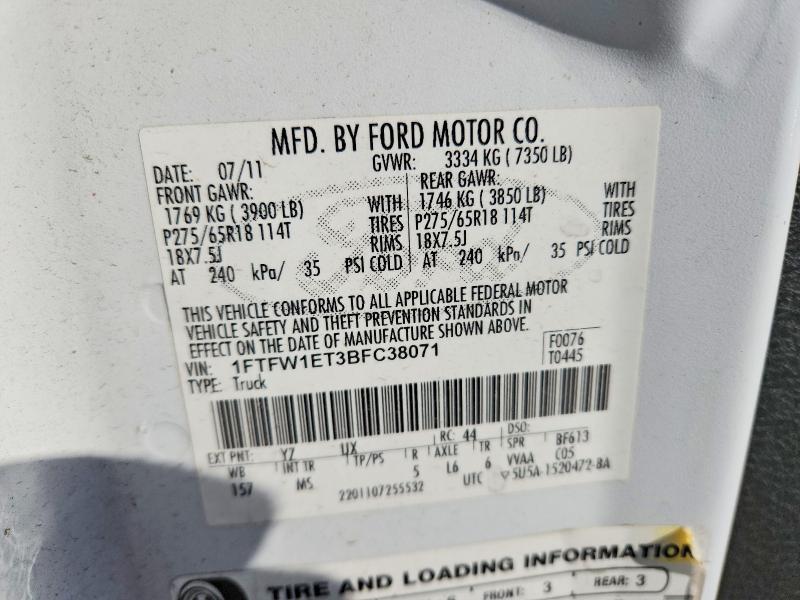 MFD. BY FORD MOTOR CO.
DATE: 07/11 GVWR: 3334 KG ( 7350 LB)
FRONT GAWR: REAR GAWR:
1769 KG ( 3900 LB) WITH 1746 KG ( 3850 LB) WITH
P275/65R18 114T TIRES P275/65R18 114T TIRES
18X7.5J RIMS 18X7.5J RIMS
AT 240 kPa/ 35 PSI COLD AT 240 kPa/ 35 PSI COLD
THIS VEHICLE CONFORMS TO ALL APPLICABLE FEDERAL MOTOR
VEHICLE SAFETY AND THEFT PREVENTION STANDARDS IN
EFFECT ON THE DATE OF MANUFACTURE SHOWN ABOVE.
VIN: 1FTFW1ET3BFC38071 F0076
TYPE: Truck T0445
EXT PNT: YZ UX RC: 44 DSO:
WB INT TR TP/PS R AXLE TR SPR BF613
157 MS 5 L6 6 VVAA C05
2201107255532 UTC 5U5A-1520472-BA
TIRE AND LOADING INFORMATION
FRONT: 3 REAR: 3